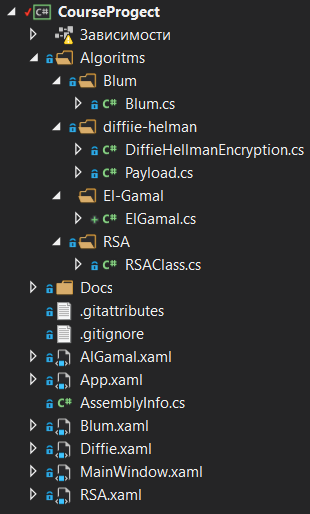 CourseProgect
Зависимости
Algoritms
Blum
Blum.cs
diffiie-helman
DiffieHellmanEncryption.cs
Payload.cs
El-Gamal
ElGamal.cs
RSA
RSAClass.cs
Docs
.gitattributes
.gitignore
AlGamal.xaml
App.xaml
AssemblyInfo.cs
Blum.xaml
Diffie.xaml
MainWindow.xaml
RSA.xaml